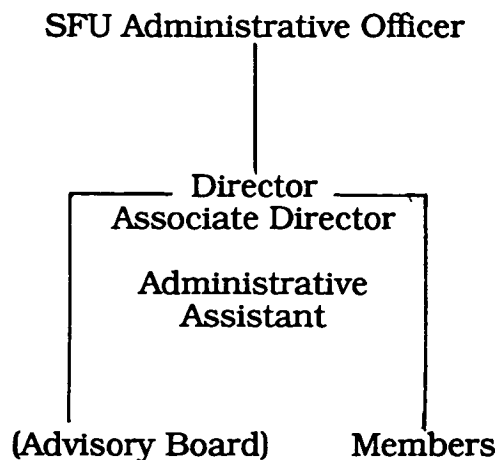 SFU Administrative Officer
Director
Associate Director
Administrative
Assistant
(Advisory Board)
Members